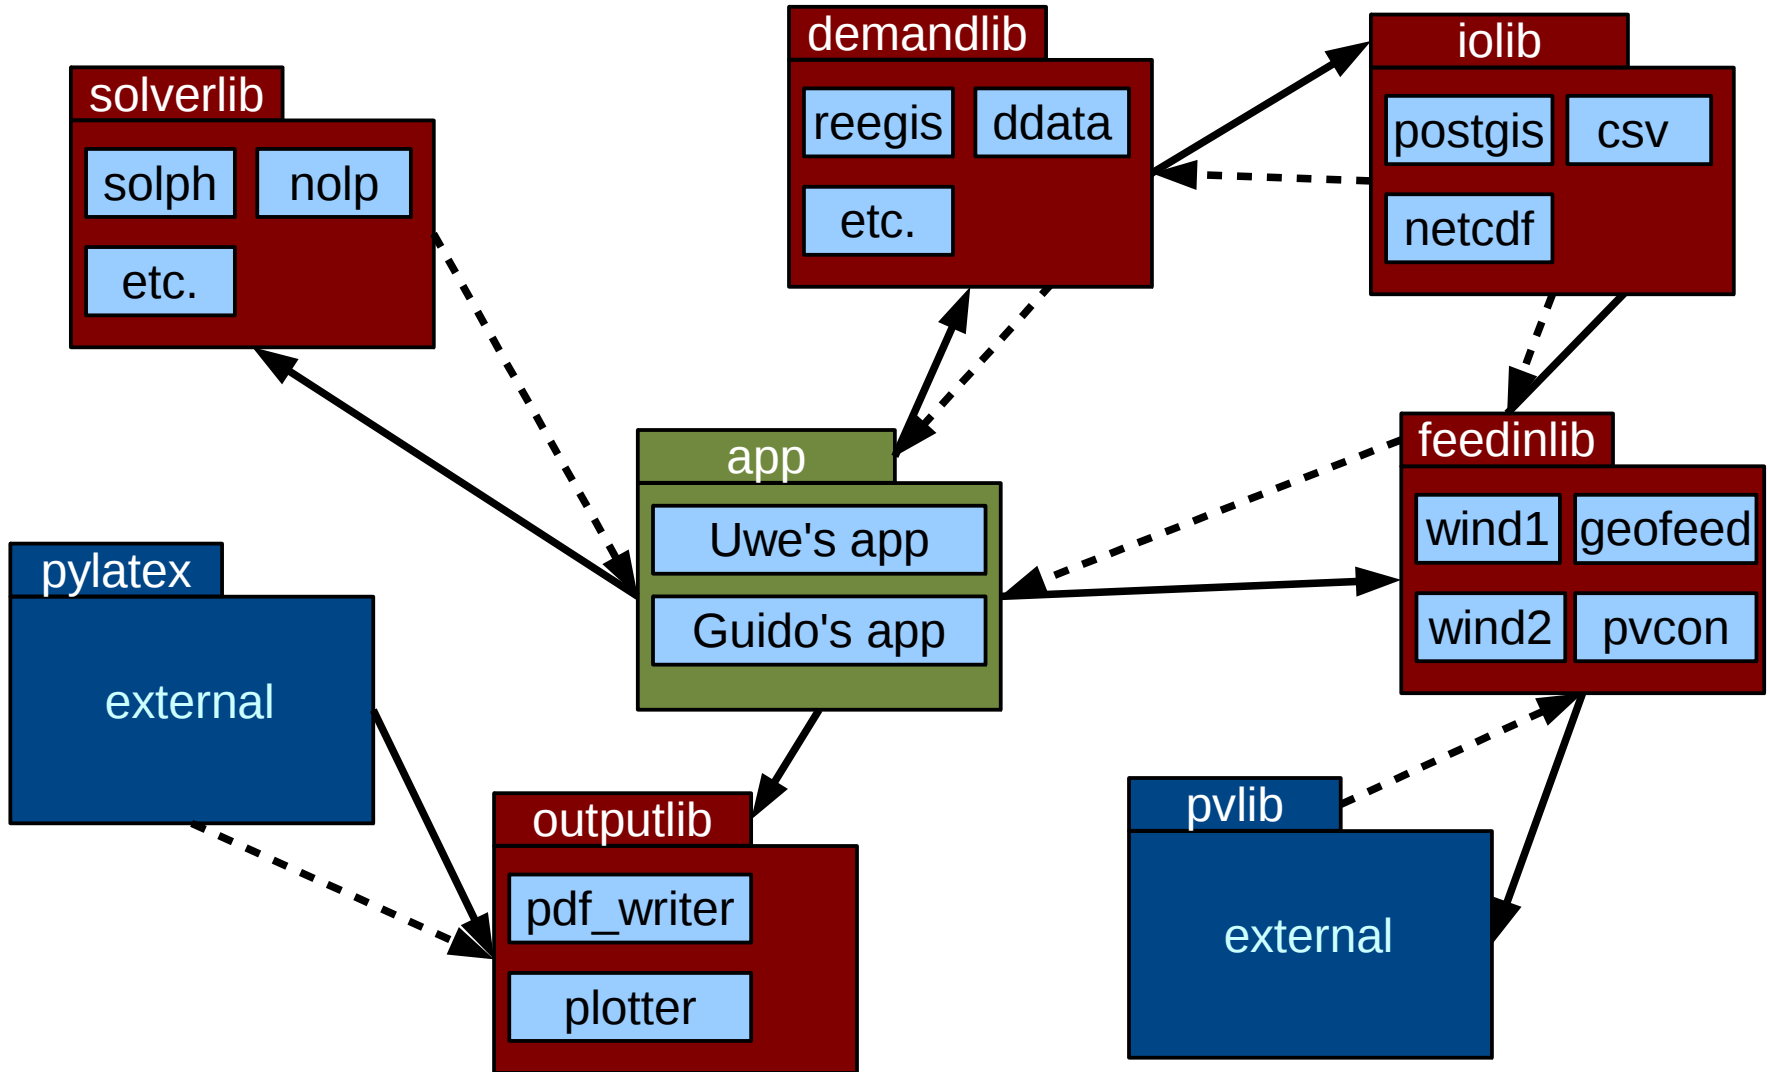 demandlib
reegis
ddata
etc.
iolib
postgis
csv
netcdf
solverlib
solph
nolp
etc.
app
Uwe's app
Guido's app
feedinlib
wind1
geofeed
wind2
pvcon
pylatex
external
outputlib
pdf_writer
plotter
pvlib
external